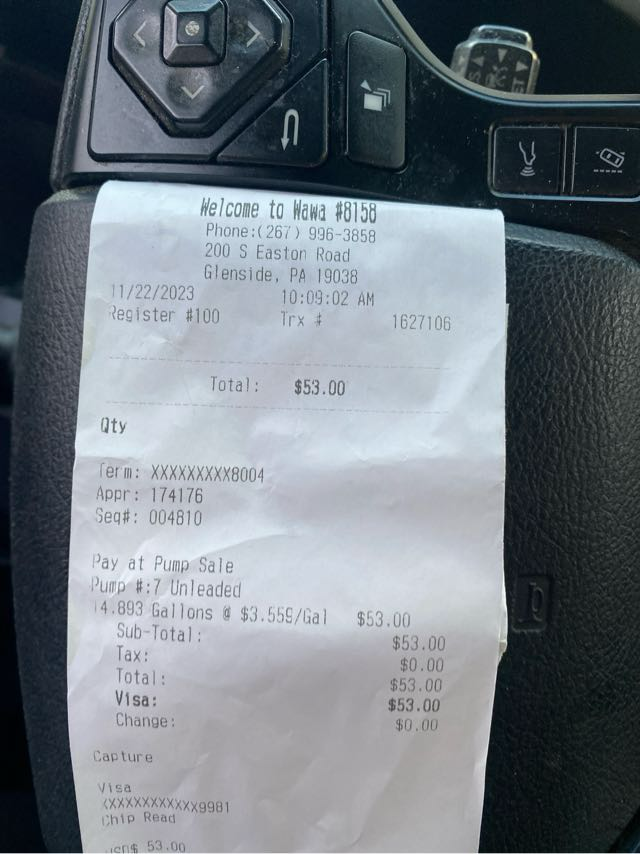 Welcome to Wawa #8158
Phone:(267) 996-3858
200 S Easton Road
Glenside, PA 19038
11/22/2023 10:09:02 AM
Register #100 Trx # 1627106
Total: $53.00
Qty
Term: XXXXXXXXX8004
Appr: 174176
Seq#: 004810
Pay at Pump Sale
Pump #:7 Unleaded
14.893 Gallons @ $3.559/Gal $53.00
Sub-Total: $53.00
Tax: $0.00
Total: $53.00
Visa: $53.00
Change: $0.00
Capture
Visa
XXXXXXXXXXXX9981
Chip Read
USD$ 53.00